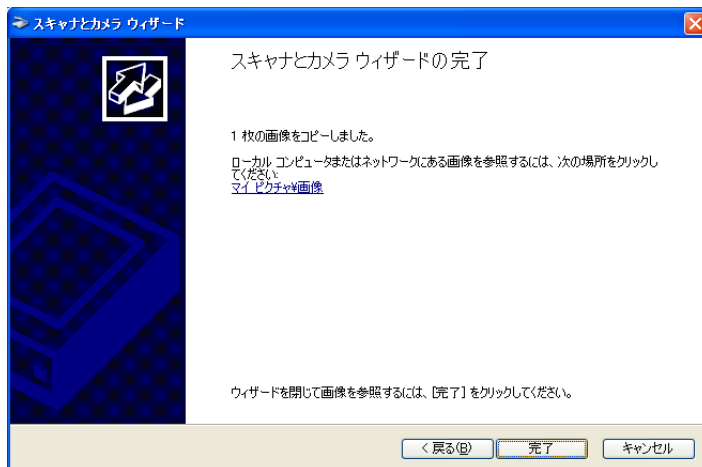 スキャナとカメラ ウィザード
スキャナとカメラ ウィザードの完了
1 枚の画像をコピーしました。
ローカル コンピュータまたはネットワークにある画像を参照するには、次の場所をクリックし
てください:
マイ ピクチャ¥画像
ウィザードを閉じて画像を参照するには、[完了] をクリックしてください。
< 戻る(B)
完了
キャンセル